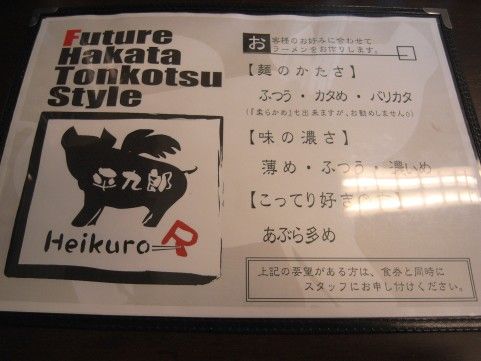 Future
Hakata
Tonkotsu
Style
平九郎
Heikuro R
お客様のお好みに合わせて
ラーメンをお作りします。
【麺のかたさ】
ふつう・カタめ・バリカタ
(『柔らかめ』も出来ますが、お勧めしません。)
【味の濃さ】
薄め・ふつう・濃いめ
【こってり好き
あぶら多め
上記の要望がある方は、食券と同時に
スタッフにお申し付けください。